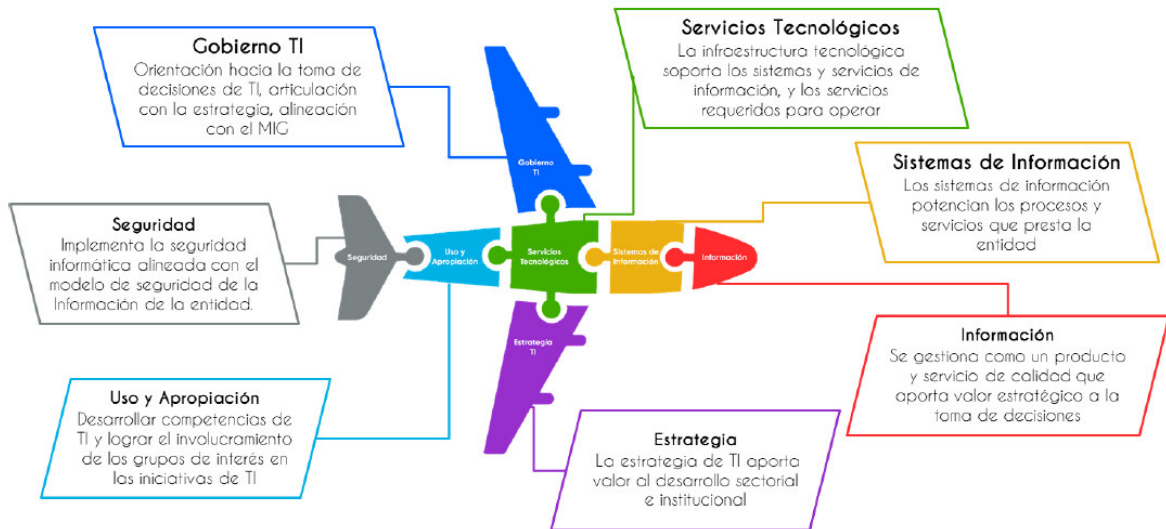 Gobierno TI
Orientación hacia la toma de
decisiones de TI, articulación
con la estrategia, alineación
con el MIG
Servicios Tecnológicos
La infraestructura tecnológica
soporta los sistemas y servicios de
información, y los servicios
requeridos para operar
Sistemas de Información
Los sistemas de información
potencian los procesos y
servicios que presta la
entidad
Seguridad
Implementa la seguridad
informática alineada con el
modelo de seguridad de la
Información de la entidad.
Gobierno
TI
Seguridad
Uso y
Apropiación
Servicios
Tecnológicos
Sistemas de
Información
Información
Estrategia
TI
Información
Se gestiona como un producto
y servicio de calidad que
aporta valor estratégico a la
toma de decisiones
Uso y Apropiación
Desarrollar competencias de
TI y lograr el involucramiento
de los grupos de interés en
las iniciativas de TI
Estrategia
La estrategia de TI aporta
valor al desarrollo sectorial
e institucional